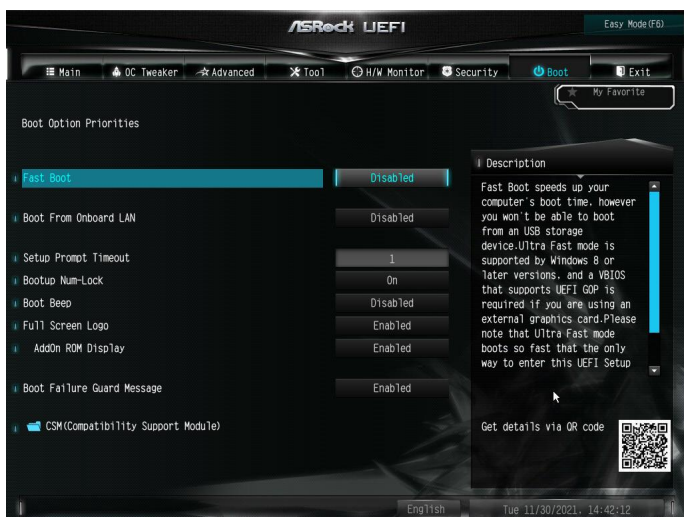 ASRock UEFI
Easy Mode(F6)
Main
OC Tweaker
Advanced
Tool
H/W Monitor
Security
Boot
Exit
My Favorite
Boot Option Priorities
Fast Boot
Disabled
Boot From Onboard LAN
Disabled
Setup Prompt Timeout
1
Bootup Num-Lock
On
Boot Beep
Disabled
Full Screen Logo
Enabled
AddOn ROM Display
Enabled
Boot Failure Guard Message
Enabled
CSM(Compatibility Support Module)
Description
Fast Boot speeds up your
computer's boot time. however
you won't be able to boot
from an USB storage
device.Ultra Fast mode is
supported by Windows 8 or
later versions. and a VBIOS
that supports UEFI GOP is
required if you are using an
external graphics card.Please
note that Ultra Fast mode
boots so fast that the only
way to enter this UEFI Setup
Get details via QR code
English
Tue 11/30/2021. 14:42:12